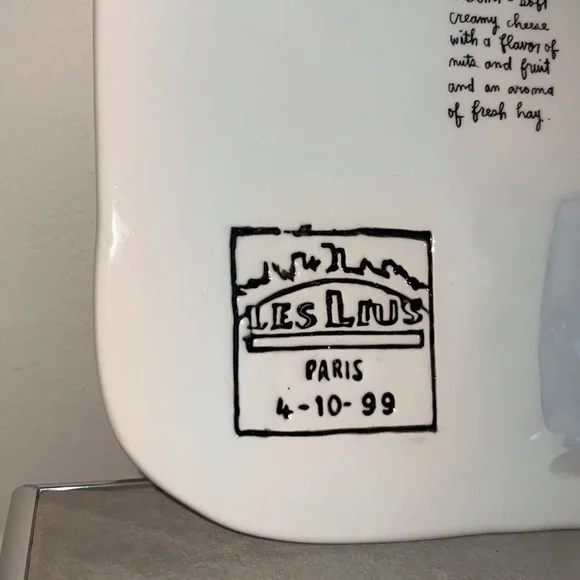 creamy cheese
with a flavor of
nuts and fruit
and an aroma
of fresh hay.
LES LIUS
PARIS
4-10-99